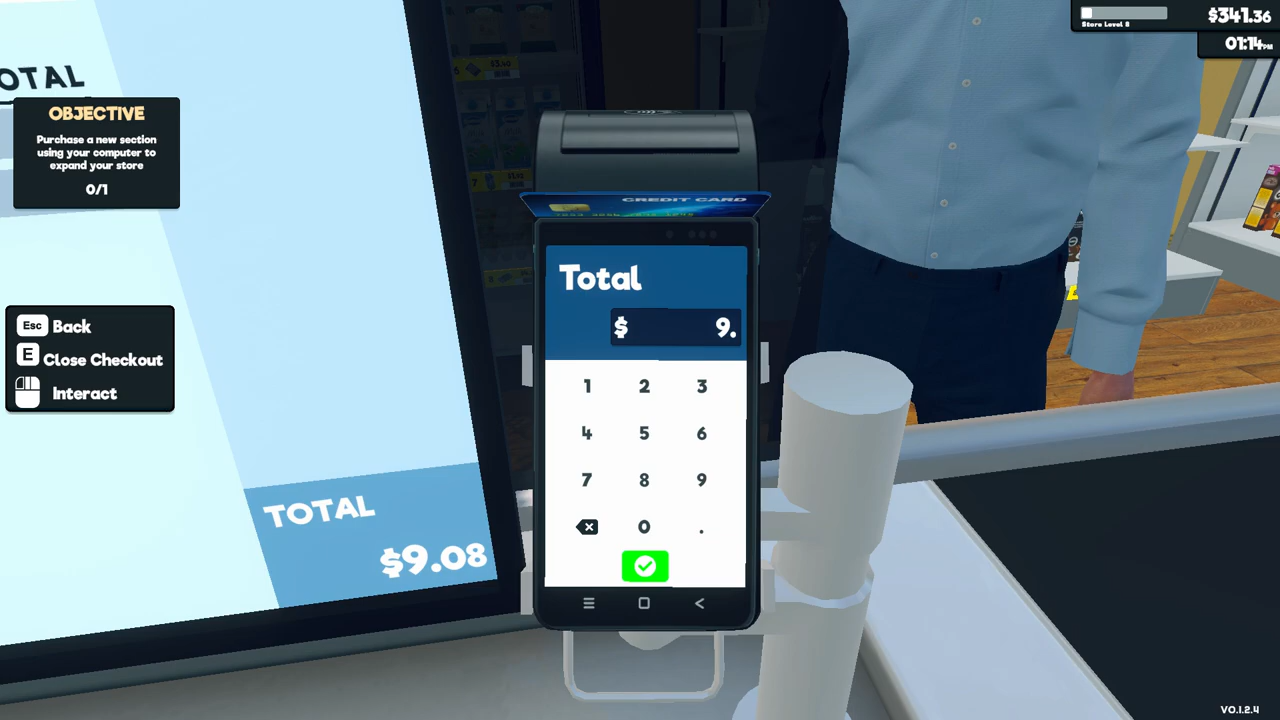 OTAL
OBJECTIVE
Purchase a new section
using your computer to
expand your store
0/1
Esc Back
E Close Checkout
Interact
TOTAL
$9.08
CREDIT CARD
Total
$ 9.
1 2 3
4 5 6
7 8 9
0 .
$341.36
Store Level 8
01:14PM
V0.1.2.4